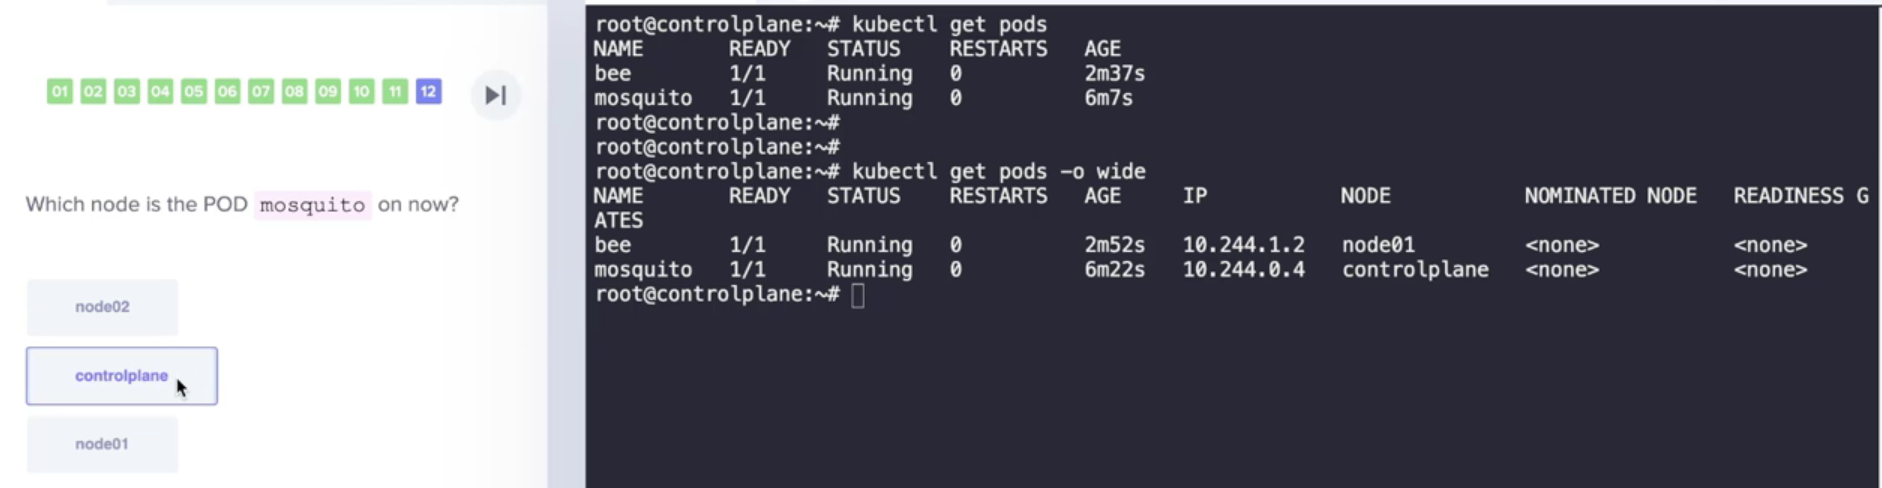 01 02 03 04 05 06 07 08 09 10 11 12
Which node is the POD mosquito on now?
node02
controlplane
node01
root@controlplane:~# kubectl get pods
NAME READY STATUS RESTARTS AGE
bee 1/1 Running 0 2m37s
mosquito 1/1 Running 0 6m7s
root@controlplane:~#
root@controlplane:~#
root@controlplane:~# kubectl get pods -o wide
NAME READY STATUS RESTARTS AGE IP NODE NOMINATED NODE READINESS G
ATES
bee 1/1 Running 0 2m52s 10.244.1.2 node01 <none> <none>
mosquito 1/1 Running 0 6m22s 10.244.0.4 controlplane <none> <none>
root@controlplane:~#